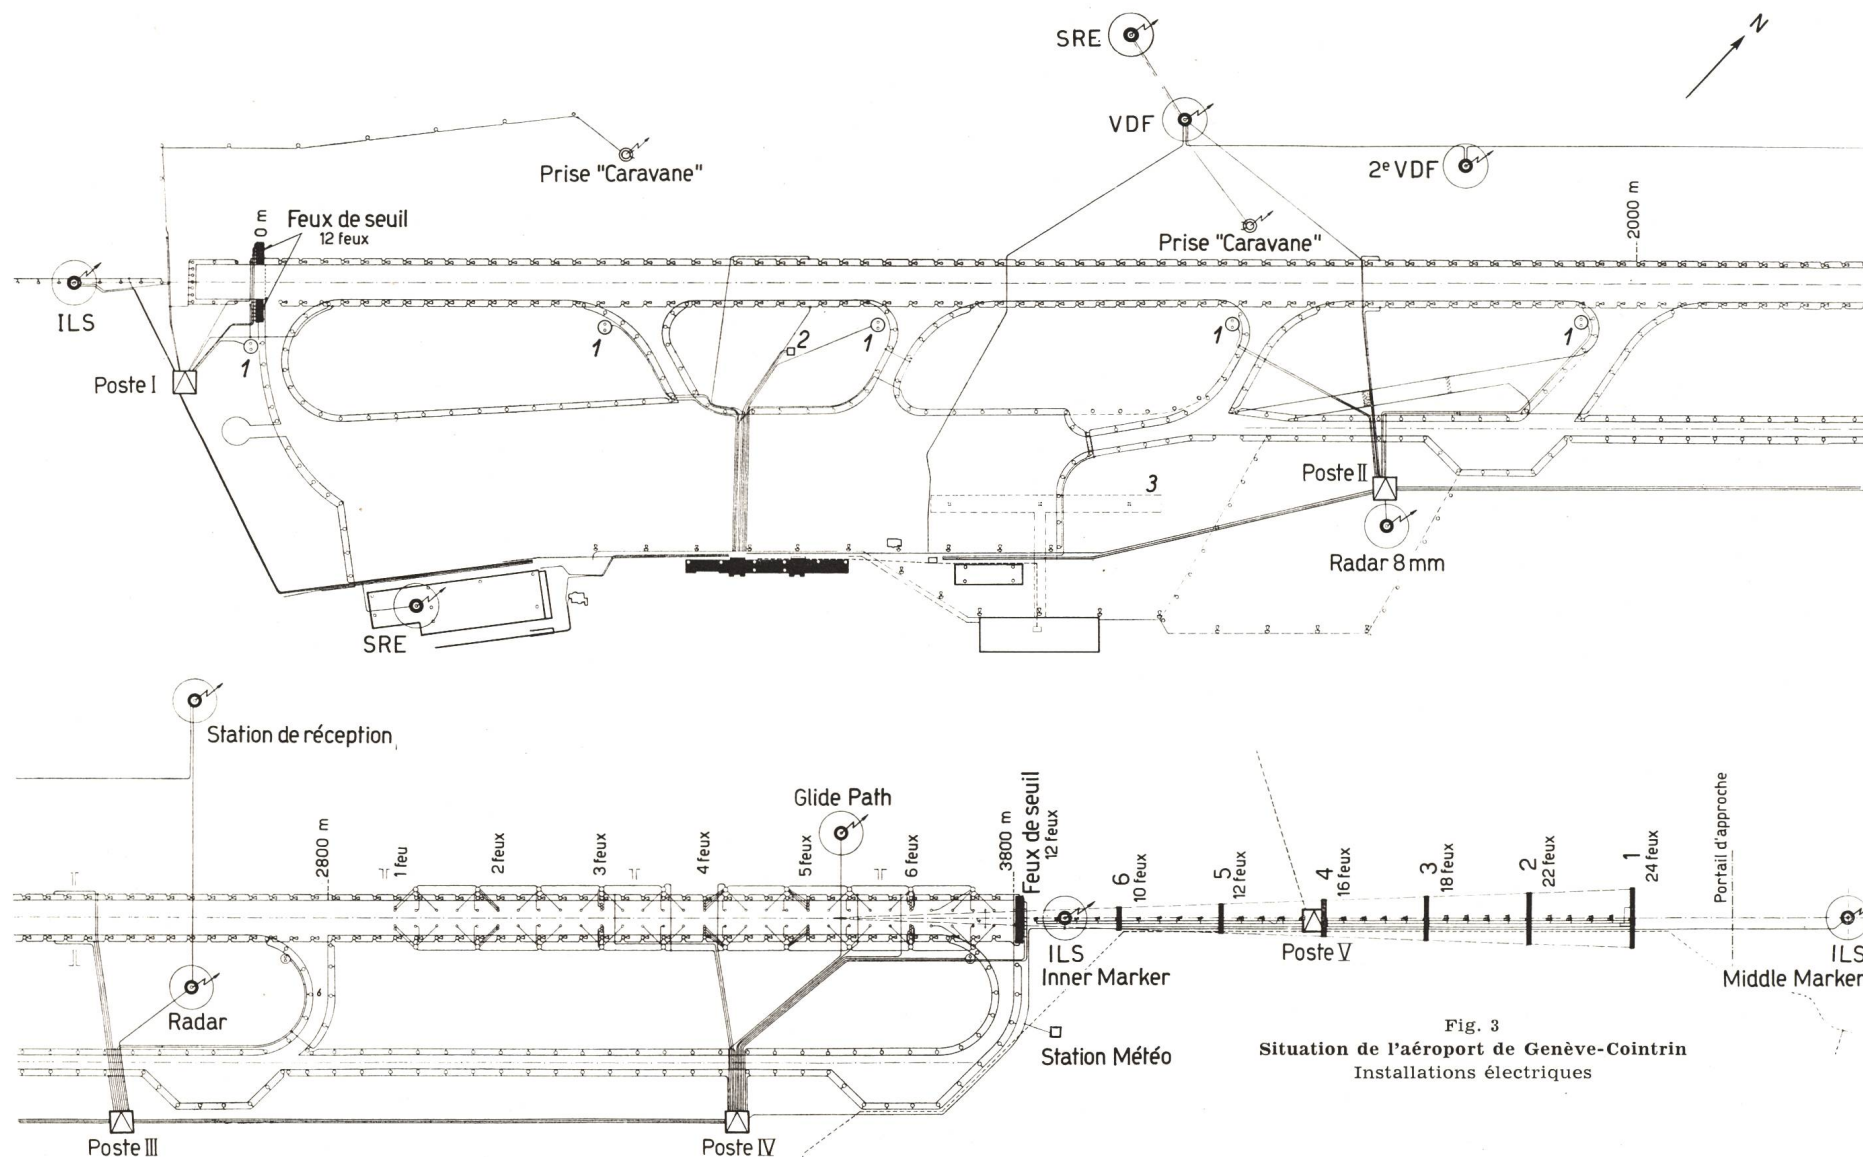 N
SRE
VDF
2e VDF
Prise "Caravane"
2000 m
0 m
Feux de seuil
12 feux
Prise "Caravane"
ILS
1
1
2
1
1
1
Poste I
Poste II
3
Radar 8 mm
SRE
Station de réception
Glide Path
2800 m
1 feu
2 feux
3 feux
4 feux
5 feux
6 feux
3800 m
Feux de seuil
12 feux
6
10 feux
5
12 feux
4
16 feux
3
18 feux
2
22 feux
1
24 feux
Portail d'approche
ILS
Inner Marker
Poste V
ILS
Middle Marker
6
Radar
Station Météo
Poste III
Poste IV
Fig. 3
Situation de l'aéroport de Genève-Cointrin
Installations électriques